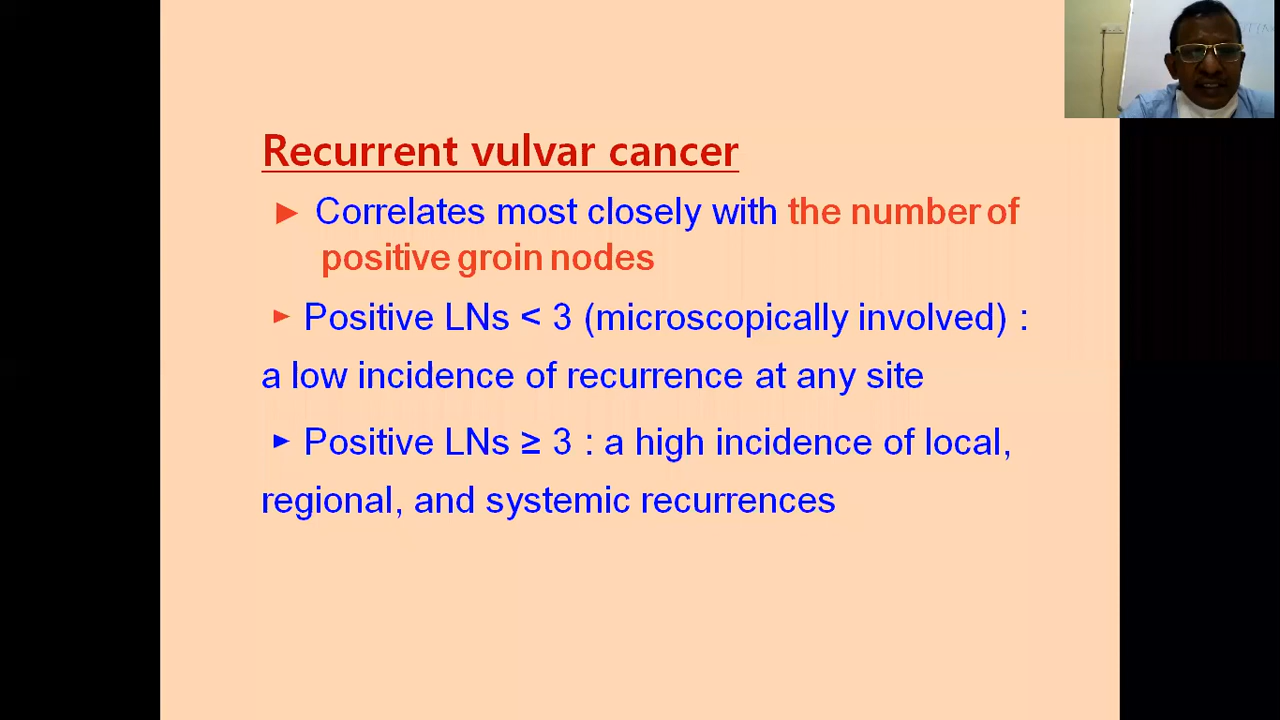 Recurrent vulvar cancer
► Correlates most closely with the number of
positive groin nodes
► Positive LNs < 3 (microscopically involved) :
a low incidence of recurrence at any site
► Positive LNs ≥ 3 : a high incidence of local,
regional, and systemic recurrences